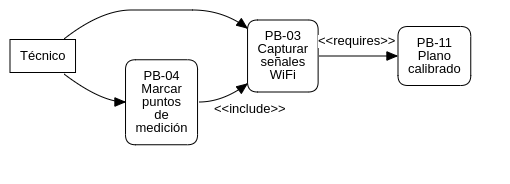 Técnico
PB-04
Marcar
puntos
de
medición
<<include>>
PB-03
Capturar
señales
WiFi
<<requires>>
PB-11
Plano
calibrado